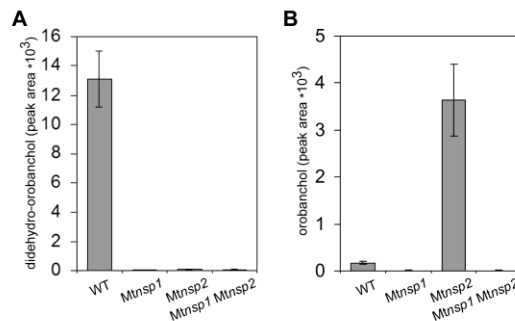 A
didehydro-orobanchol (peak area *10³)
16
14
12
10
8
6
4
2
0
WT
Mtnsp1
Mtnsp2
Mtnsp1 Mtnsp2
B
orobanchol (peak area *10³)
5
4
3
2
1
0
WT
Mtnsp1
Mtnsp2
Mtnsp1 Mtnsp2